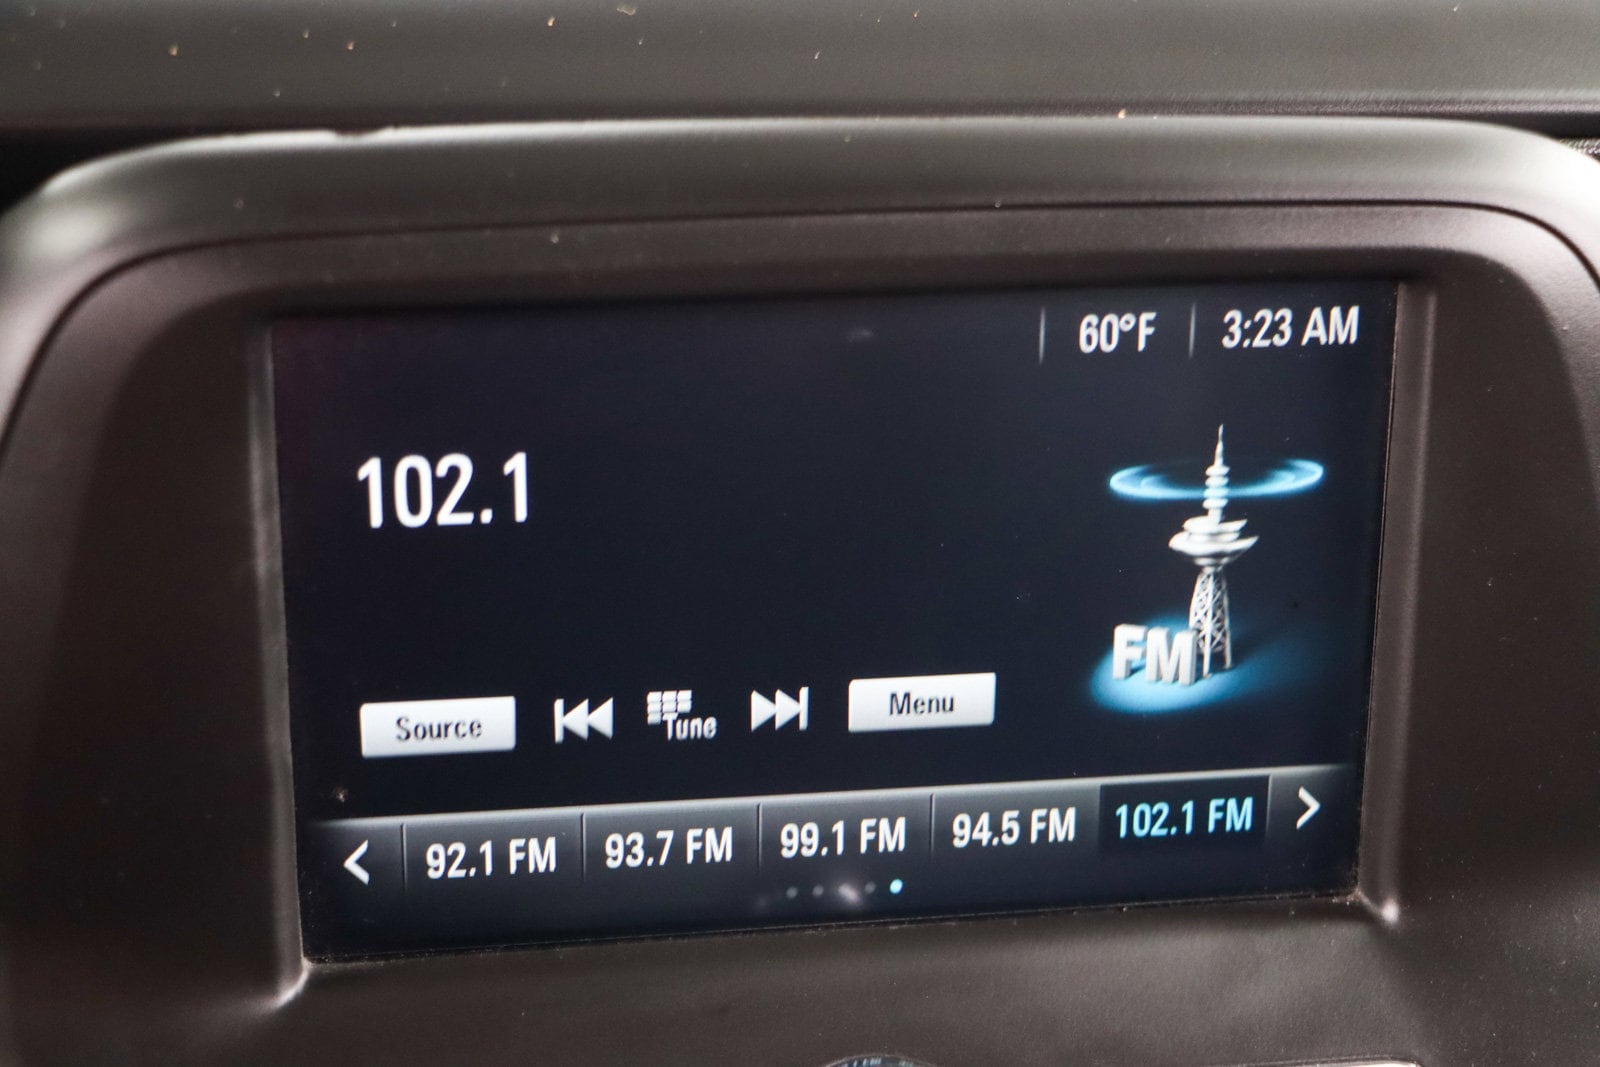 60°F 3:23 AM
102.1
FM
Source Tune Menu
92.1 FM 93.7 FM 99.1 FM 94.5 FM 102.1 FM